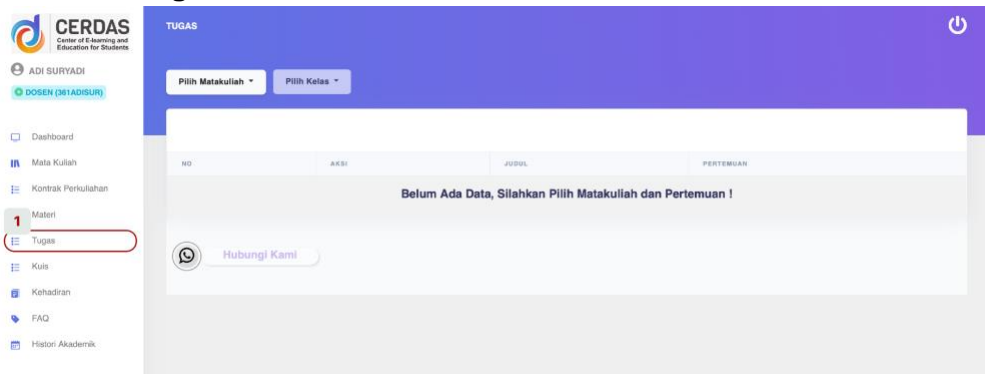 CERDAS
Center of E-learning and
Education for Students
ADI SURYADI
DOSEN (361ADISUR)
Dashboard
Mata Kuliah
Kontrak Perkuliahan
Materi
1
Tugas
Kuis
Kehadiran
FAQ
Histori Akademik
TUGAS
Pilih Matakuliah
Pilih Kelas
NO AKSI JUDUL PERTEMUAN
Belum Ada Data, Silahkan Pilih Matakuliah dan Pertemuan !
Hubungi Kami